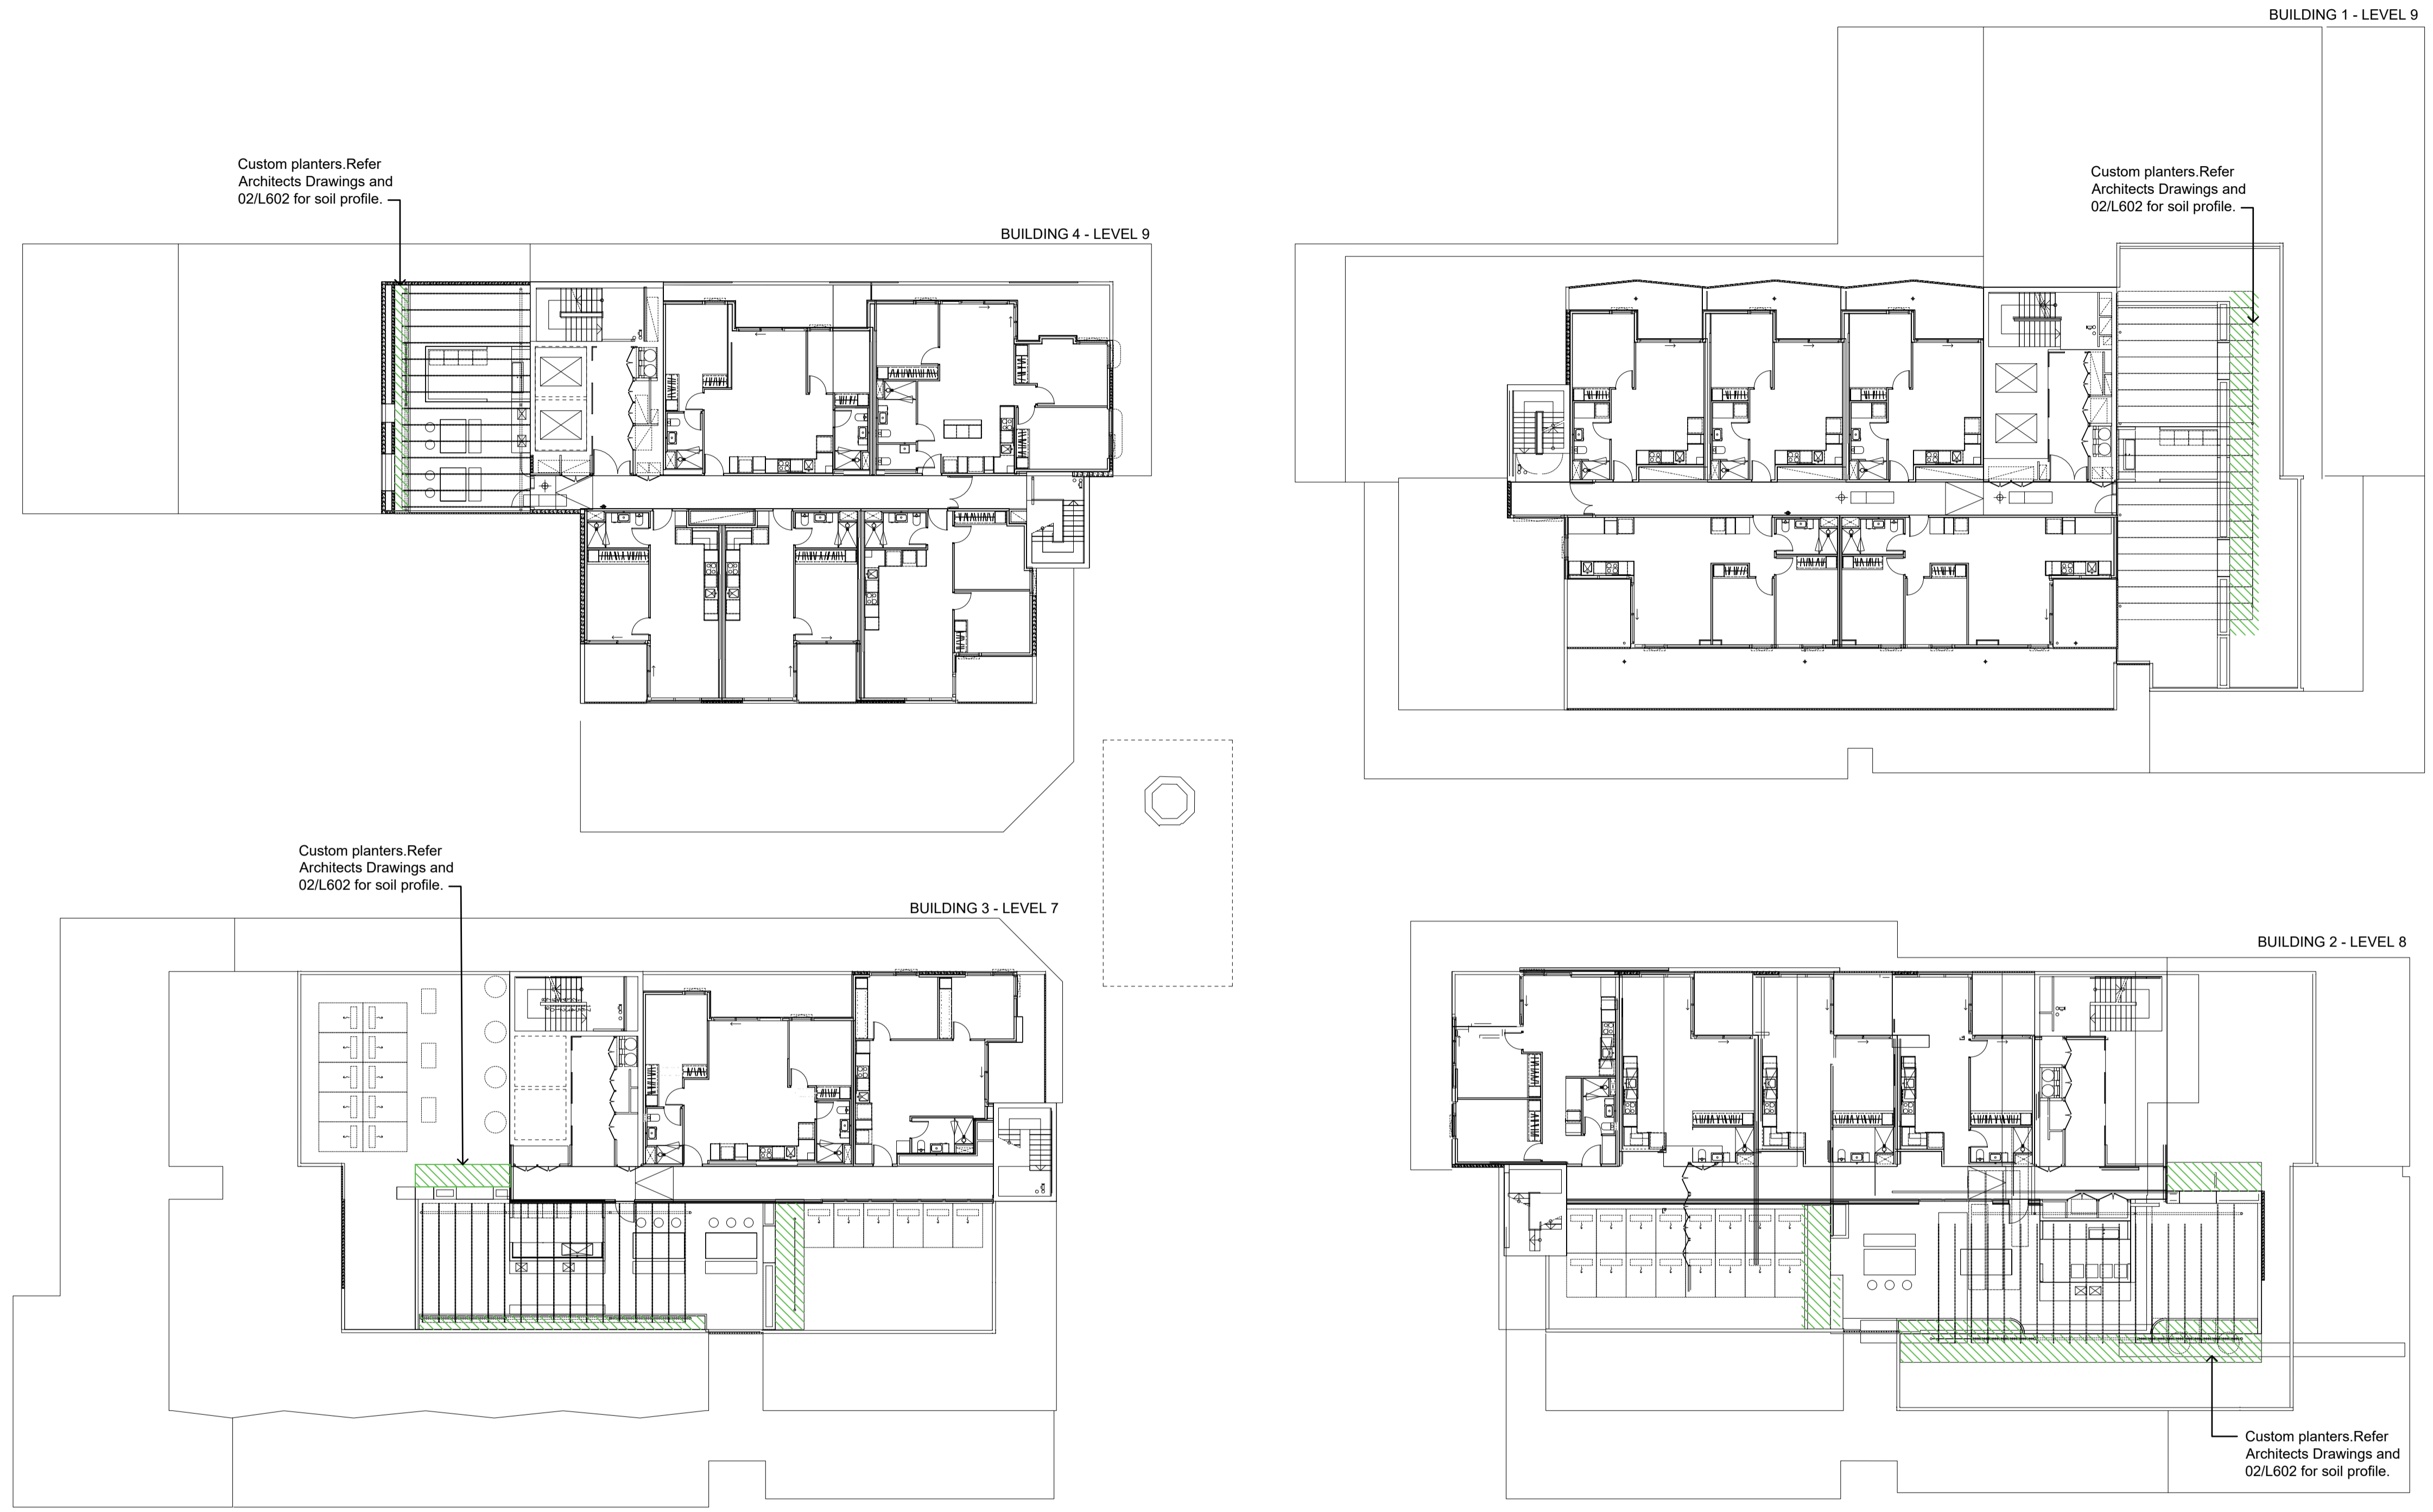 BUILDING 1 - LEVEL 9
Custom planters.Refer
Architects Drawings and
02/L602 for soil profile.
Custom planters.Refer
Architects Drawings and
02/L602 for soil profile.
BUILDING 4 - LEVEL 9
Custom planters.Refer
Architects Drawings and
02/L602 for soil profile.
BUILDING 3 - LEVEL 7
BUILDING 2 - LEVEL 8
Custom planters.Refer
Architects Drawings and
02/L602 for soil profile.